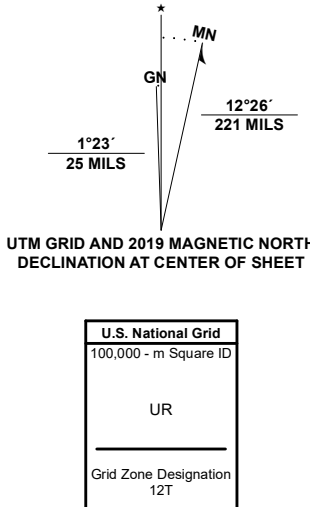 ★
MN
GN
1°23´
25 MILS
12°26´
221 MILS
UTM GRID AND 2019 MAGNETIC NORTH
DECLINATION AT CENTER OF SHEET
U.S. National Grid
100,000 - m Square ID
UR
Grid Zone Designation
12T